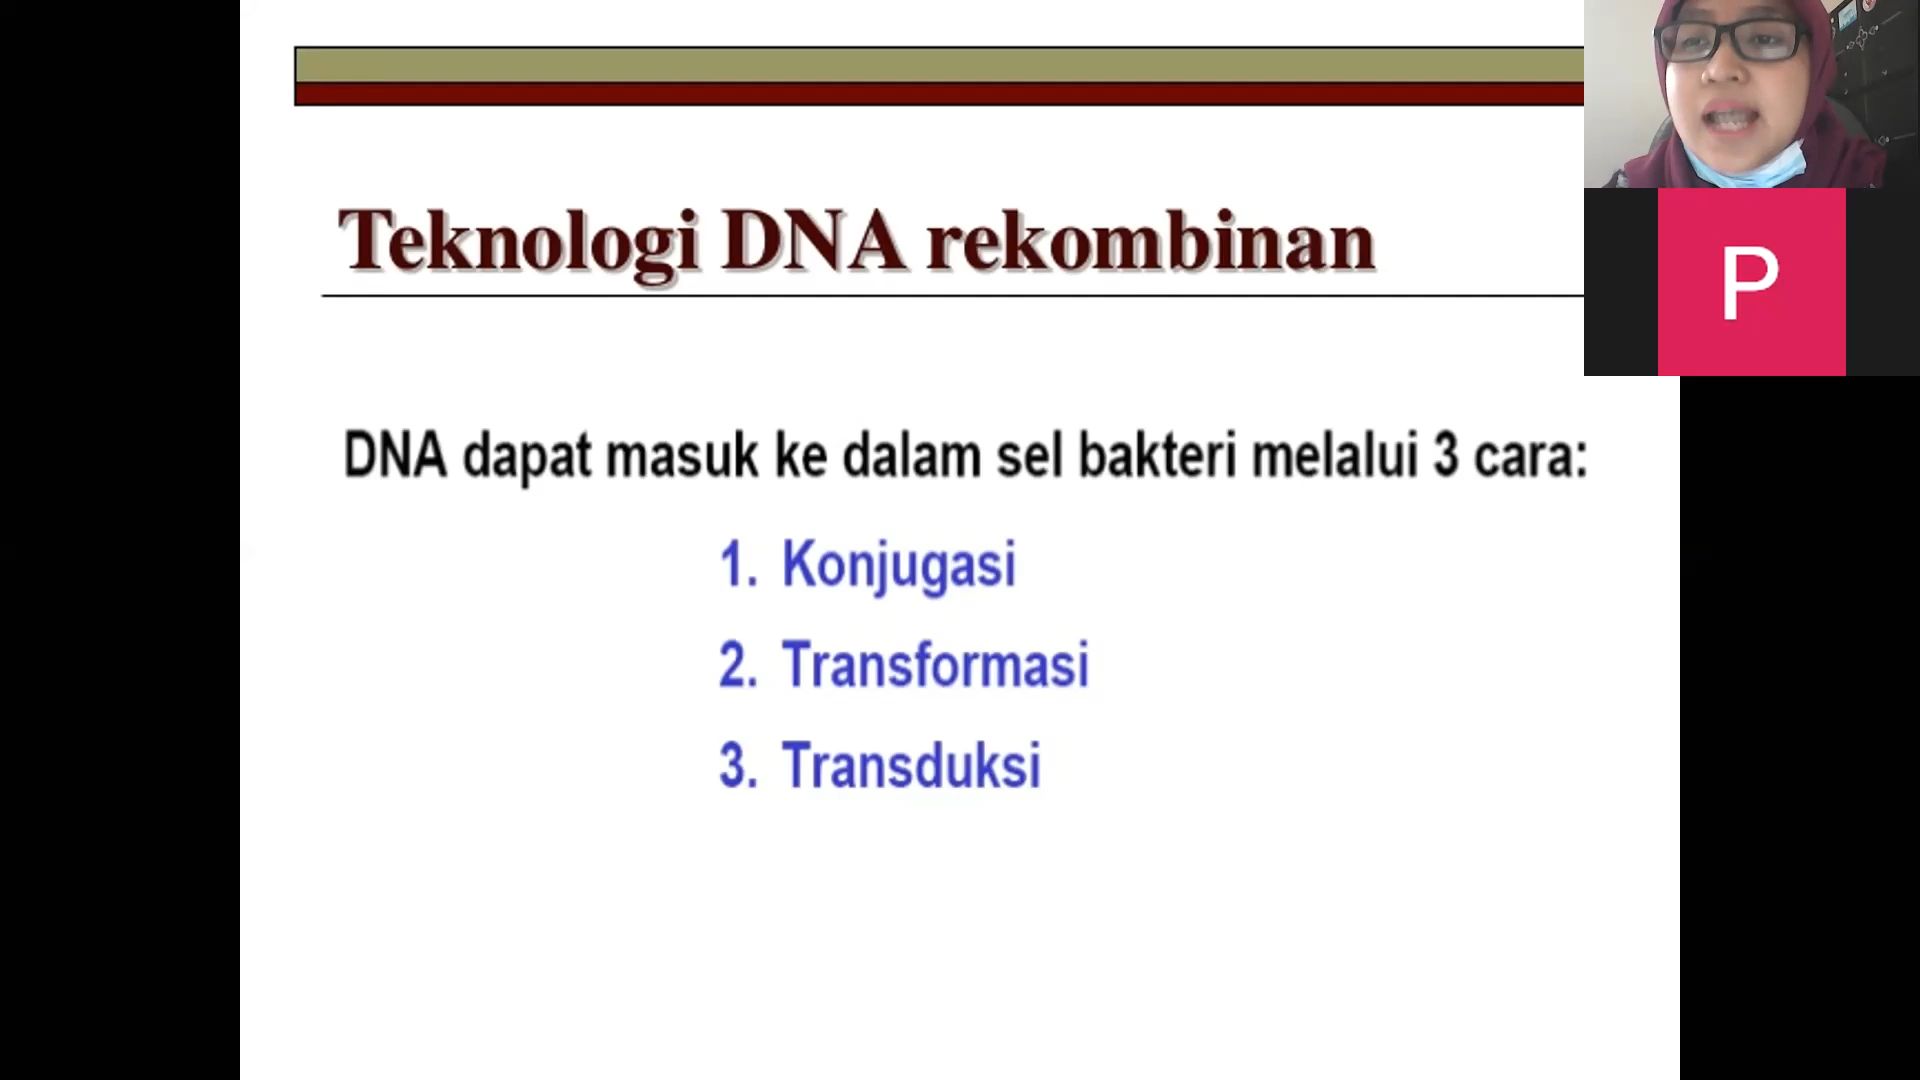 Teknologi DNA rekombinan
P
DNA dapat masuk ke dalam sel bakteri melalui 3 cara:
1. Konjugasi
2. Transformasi
3. Transduksi